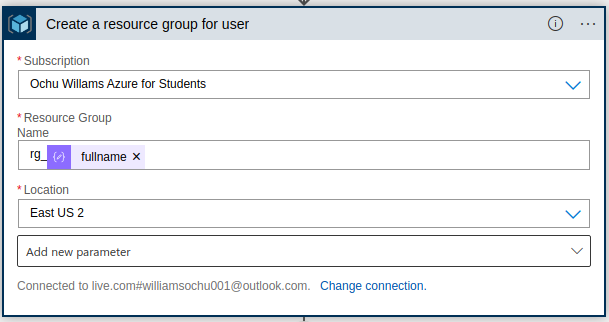 Create a resource group for user
* Subscription
Ochu Willams Azure for Students
* Resource Group
Name
rg_ fullname ×
* Location
East US 2
Add new parameter
Connected to live.com#williamsochu001@outlook.com. Change connection.